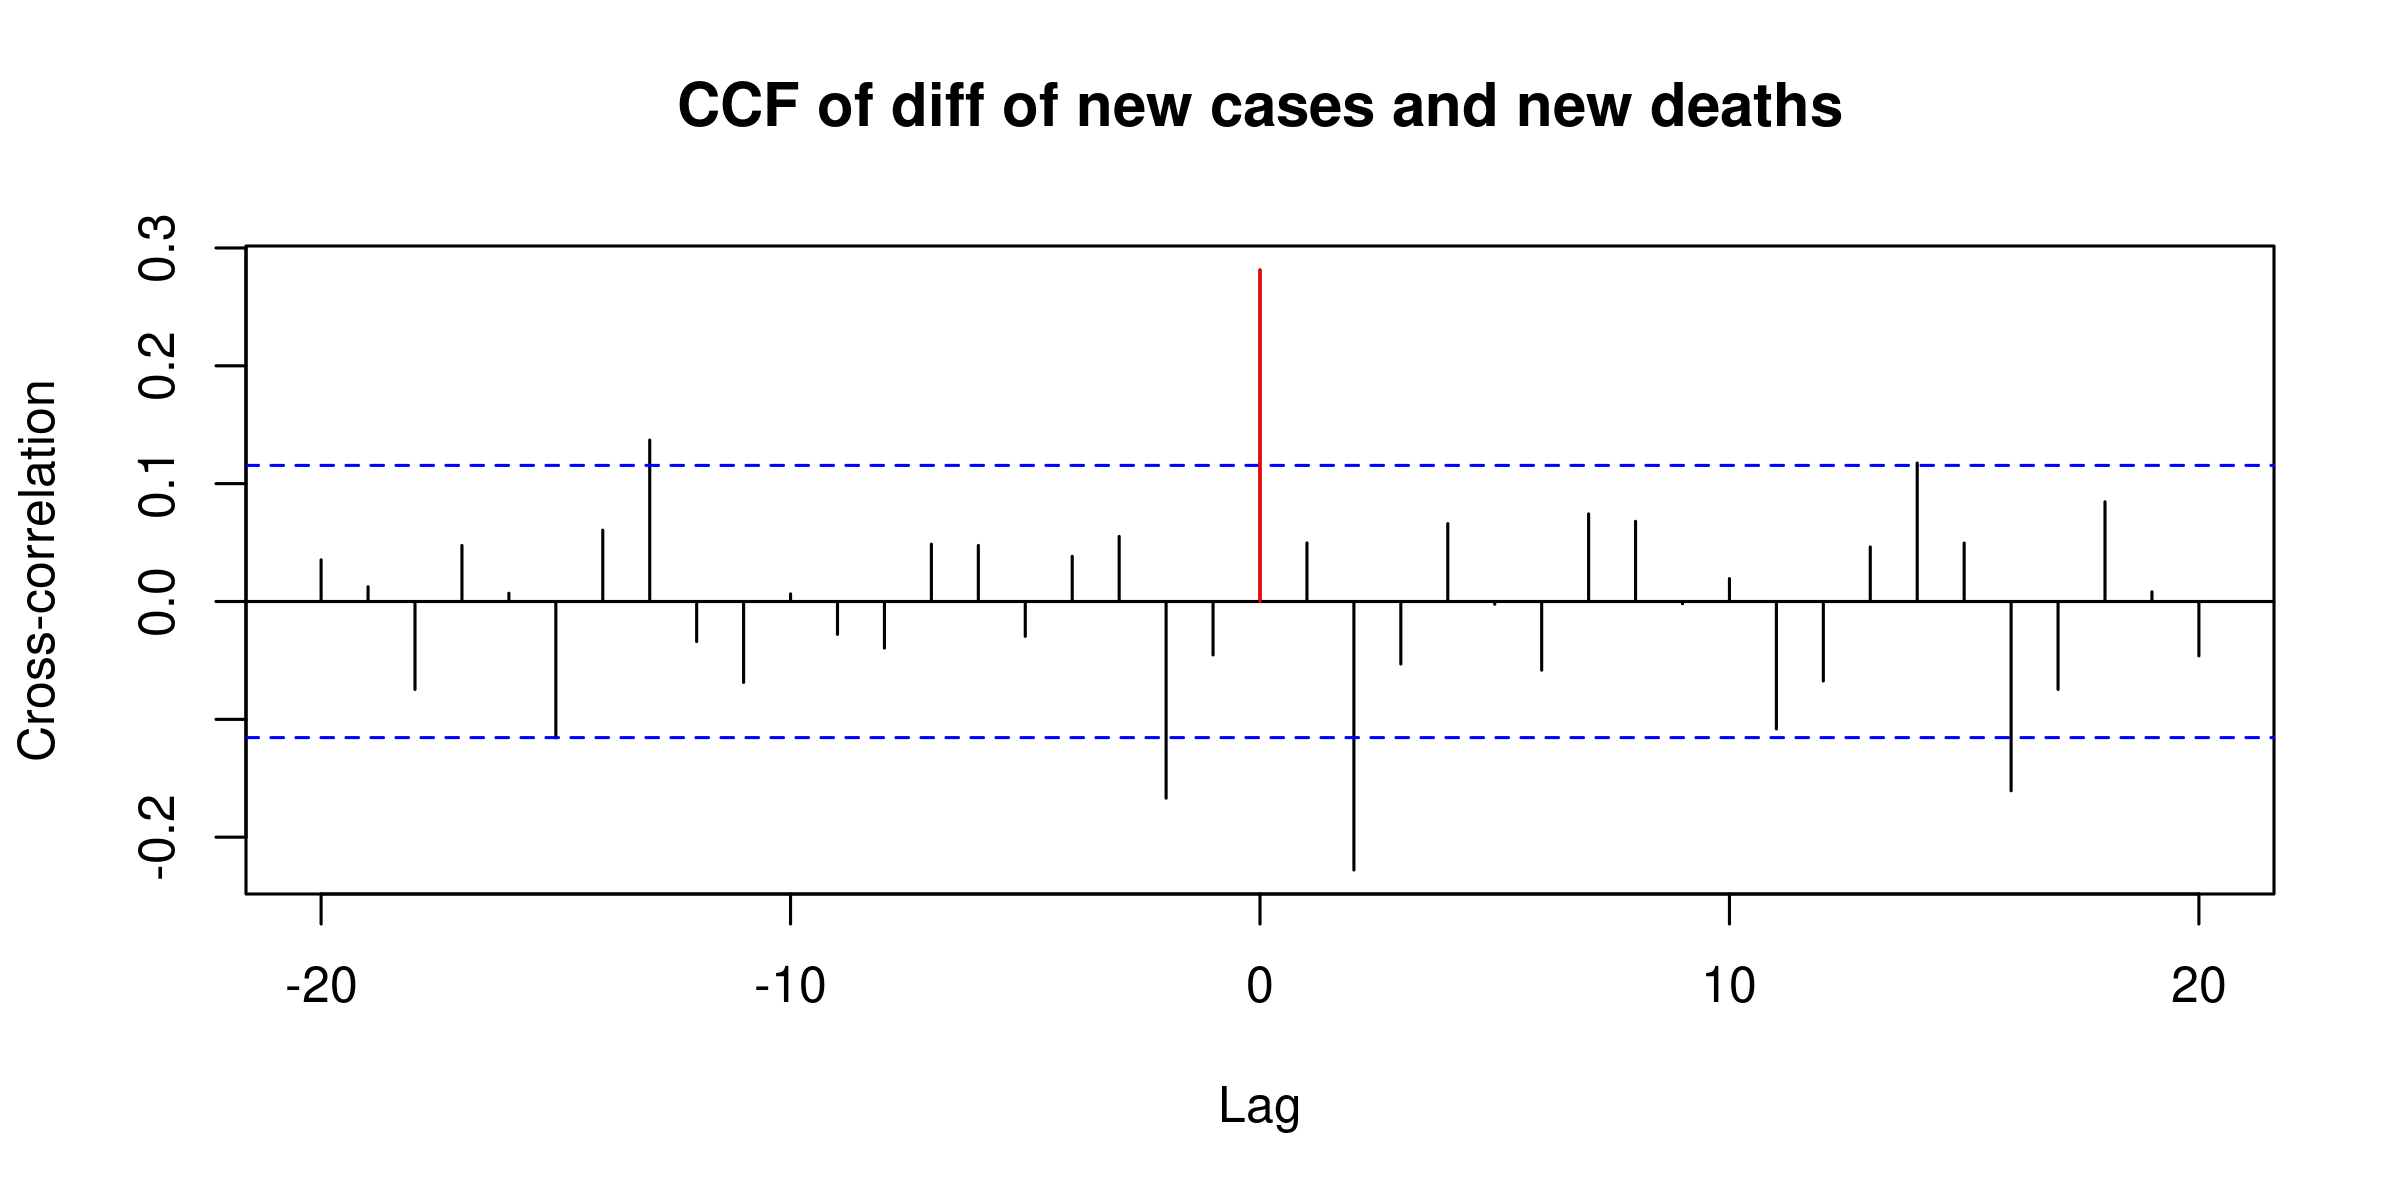 CCF of diff of new cases and new deaths
Cross-correlation
0.3
0.2
0.1
0.0
-0.2
-20 -10 0 10 20
Lag